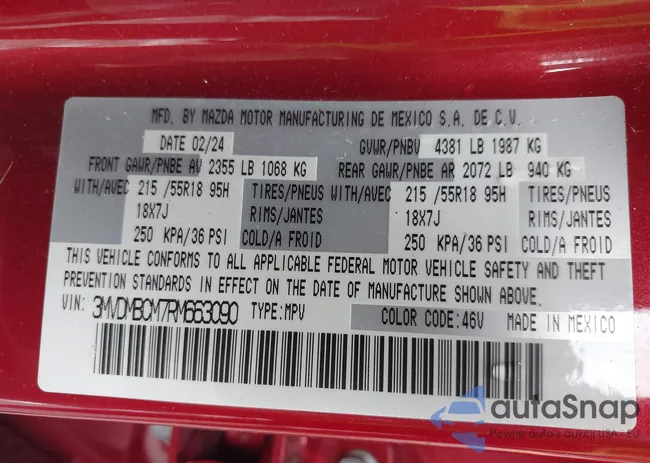 MFD. BY MAZDA MOTOR MANUFACTURING DE MEXICO S.A. DE C.V.
DATE 02/24 GVWR/PNBV 4381 LB 1987 KG
FRONT GAWR/PNBE AV 2355 LB 1068 KG REAR GAWR/PNBE AR 2072 LB 940 KG
WITH/AVEC 215 /55R18 95H TIRES/PNEUS WITH/AVEC 215 /55R18 95H TIRES/PNEUS
18X7J RIMS/JANTES 18X7J RIMS/JANTES
250 KPA/36 PSI COLD/A FROID 250 KPA/36 PSI COLD/A FROID
THIS VEHICLE CONFORMS TO ALL APPLICABLE FEDERAL MOTOR VEHICLE SAFETY AND THEFT
PREVENTION STANDARDS IN EFFECT ON THE DATE OF MANUFACTURE SHOWN ABOVE.
VIN: 3MVDMBCM7RM663090 TYPE:MPV
COLOR CODE:46V MADE IN MEXICO
autaSnap
Pewne auto z aukcji USA i EU